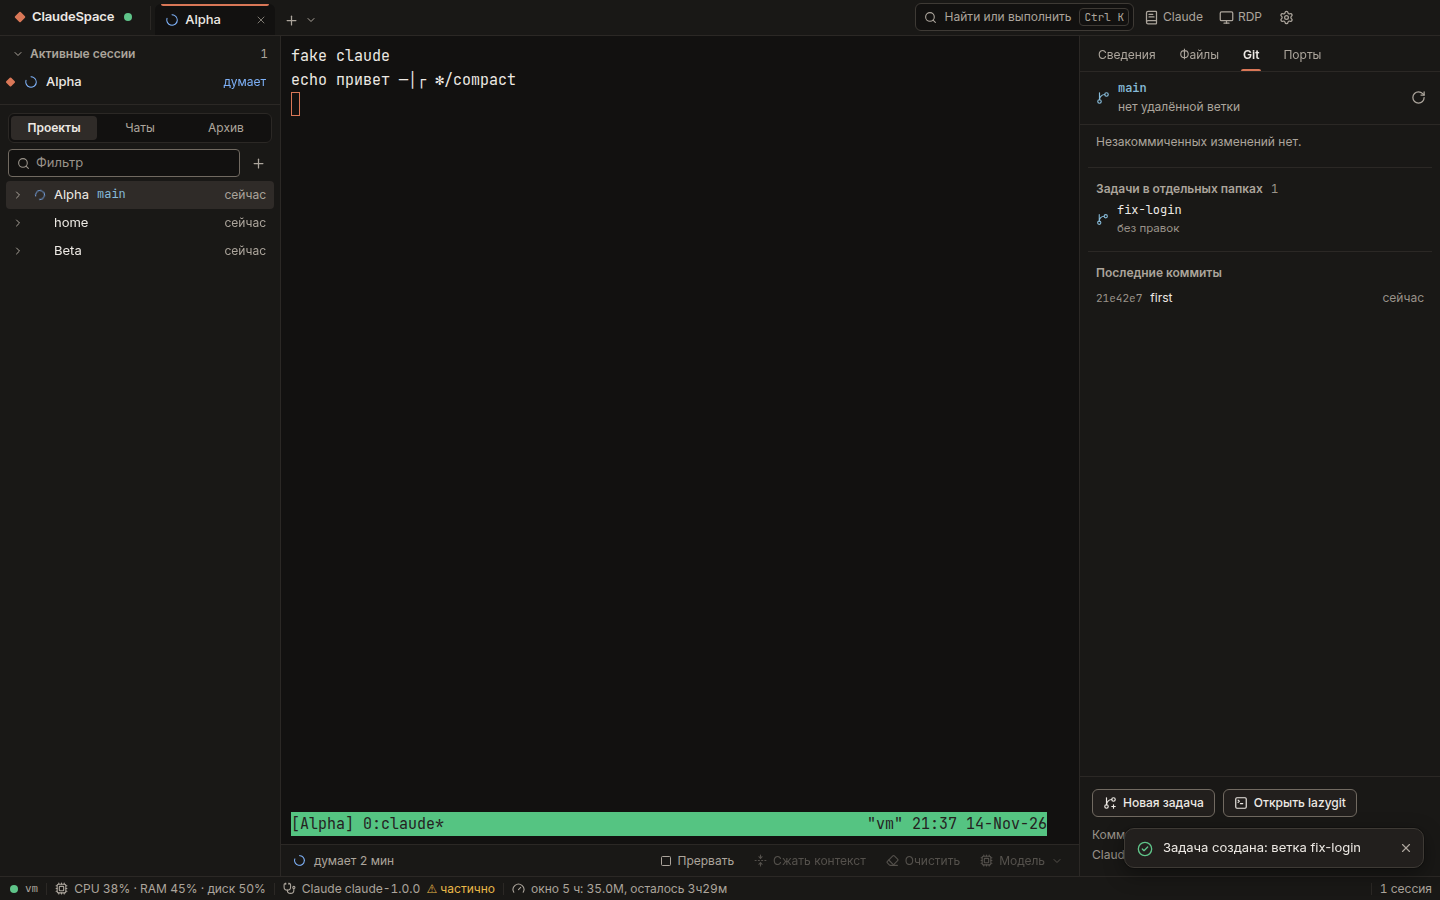 ClaudeSpace
Alpha
Найти или выполнить Ctrl K
Claude
RDP
Активные сессии 1
Alpha думает
Проекты Чаты Архив
Фильтр
Alpha main сейчас
home сейчас
Beta сейчас
fake claude
echo привет ─│┌ ✻/compact
[Alpha] 0:claude* "vm" 21:37 14-Nov-26
думает 2 мин
Прервать
Сжать контекст
Очистить
Модель
Сведения Файлы Git Порты
main
нет удалённой ветки
Незакоммиченных изменений нет.
Задачи в отдельных папках 1
fix-login
без правок
Последние коммиты
21e42e7 first сейчас
Новая задача
Открыть lazygit
Задача создана: ветка fix-login
vm CPU 38% · RAM 45% · диск 50% Claude claude-1.0.0 ⚠ частично окно 5 ч: 35.0M, осталось 3ч29м 1 сессия